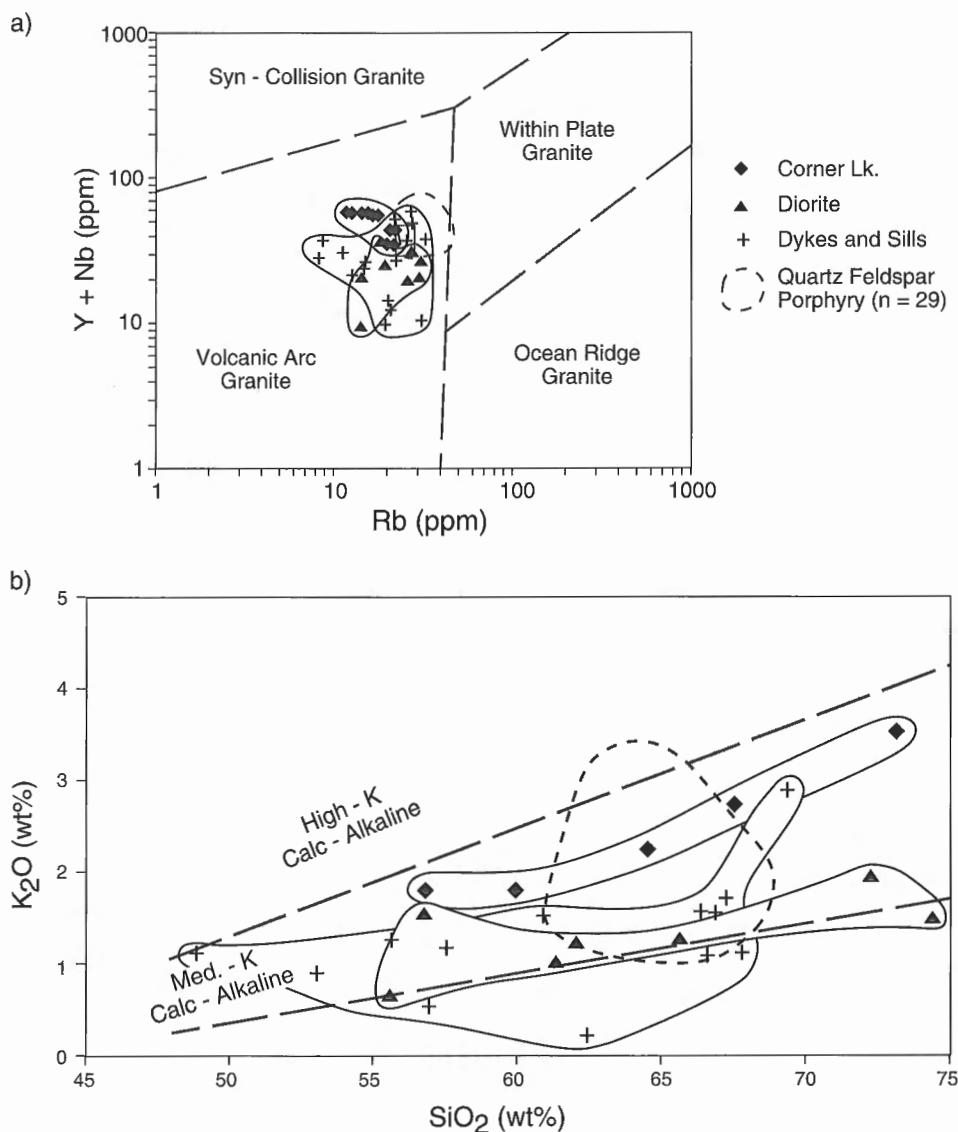 a)
1000
100
10
1
Y + Nb (ppm)
Syn - Collision Granite
Within Plate
Granite
Volcanic Arc
Granite
Ocean Ridge
Granite
1
10
100
1000
Rb (ppm)
Corner Lk.
Diorite
Dykes and Sills
Quartz Feldspar
Porphyry (n = 29)
b)
5
4
3
2
1
0
K₂O (wt%)
High - K
Calc - Alkaline
Med. - K
Calc - Alkaline
45
50
55
60
65
70
75
SiO₂ (wt%)